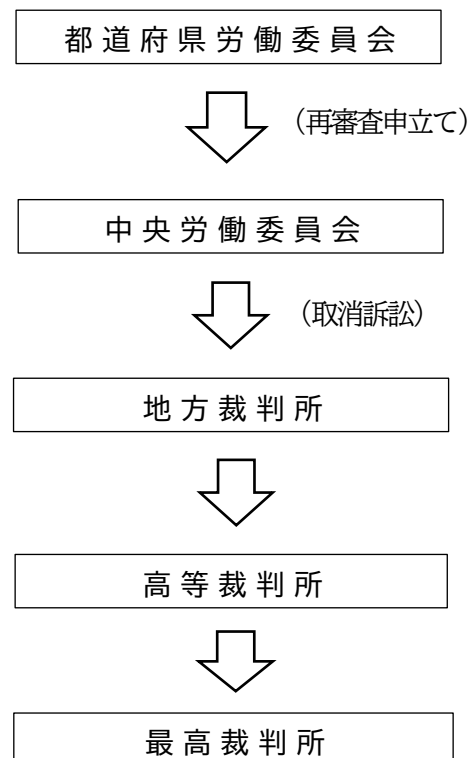 都道府県労働委員会
（再審査申立て）
中央労働委員会
（取消訴訟）
地方裁判所
高等裁判所
最高裁判所